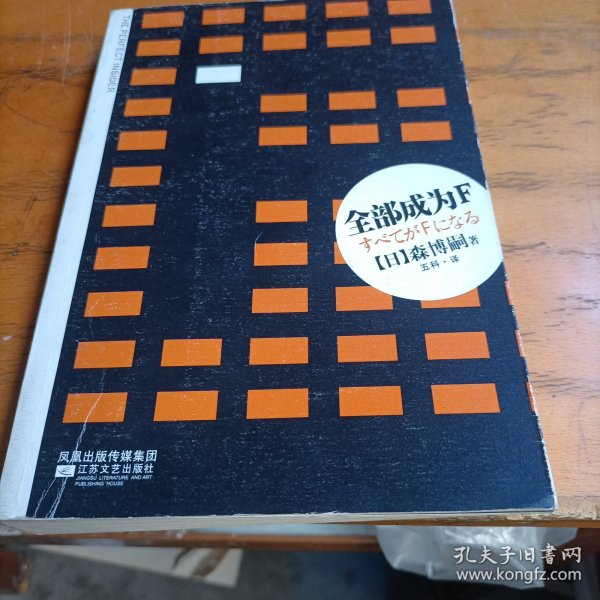 THE PERFECT INSIDER
全部成为F
すべてがFになる
【日】森博嗣著
五科·译
凤凰出版传媒集团
江苏文艺出版社
JIANGSU LITERATURE AND ART
PUBLISHING HOUSE
孔夫子旧书网
www.kongfz.com